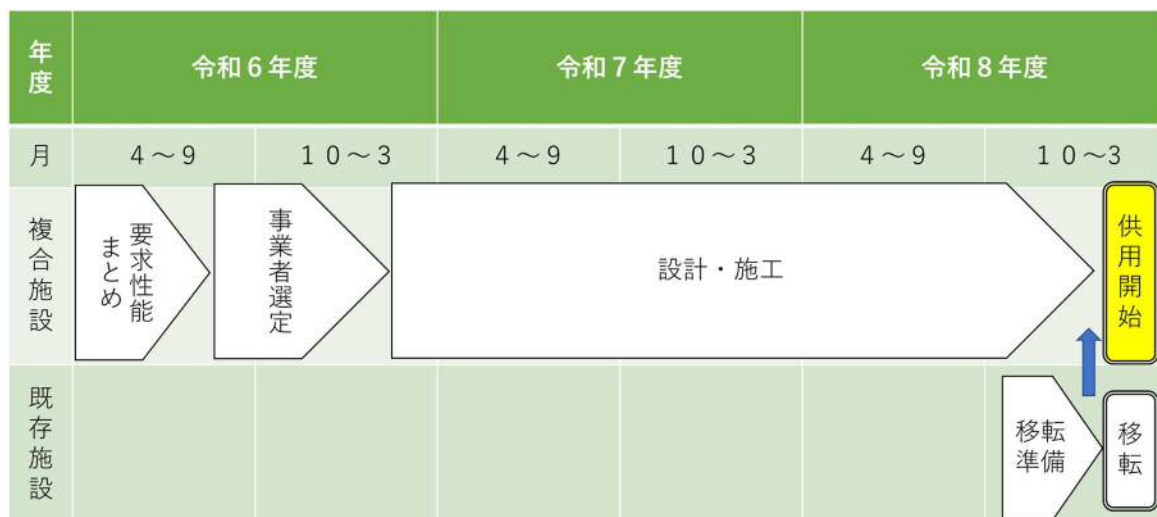 年度
令和６年度
令和７年度
令和８年度
月
４～９
１０～３
４～９
１０～３
４～９
１０～３
複合施設
要求性能
まとめ
事業者選定
設計・施工
供用開始
既存施設
移転
準備
移転